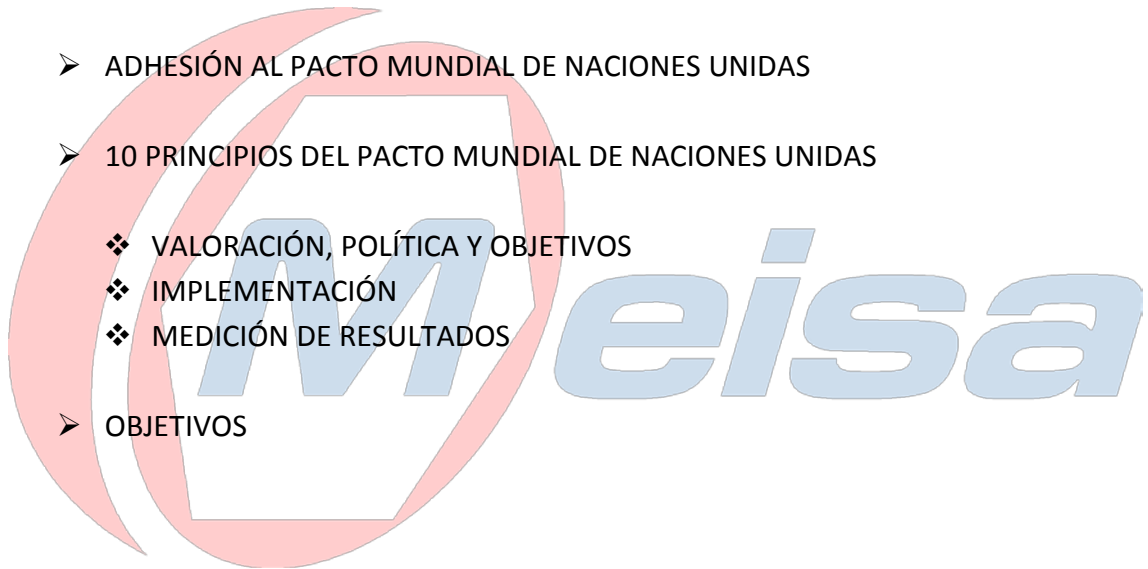 ADHESIÓN AL PACTO MUNDIAL DE NACIONES UNIDAS
10 PRINCIPIOS DEL PACTO MUNDIAL DE NACIONES UNIDAS
VALORACIÓN, POLÍTICA Y OBJETIVOS
IMPLEMENTACIÓN
MEDICIÓN DE RESULTADOS
OBJETIVOS
Meisa